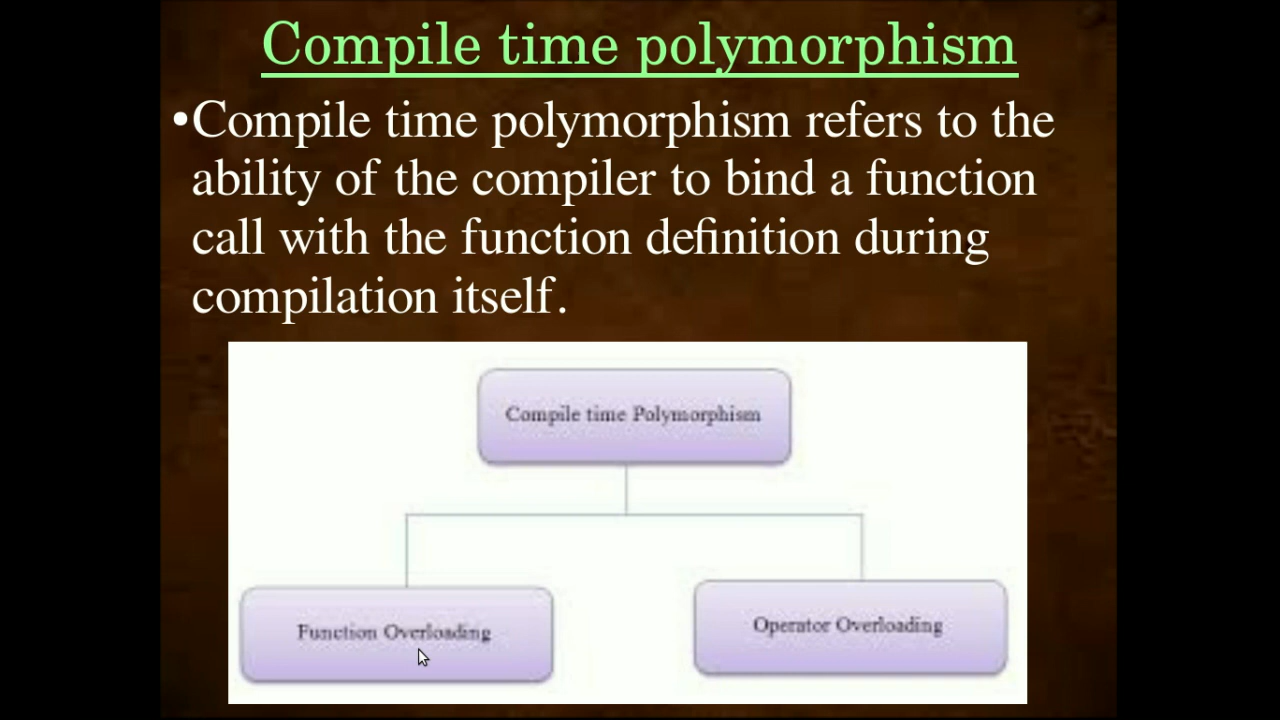 Compile time polymorphism
•Compile time polymorphism refers to the
ability of the compiler to bind a function
call with the function definition during
compilation itself.
Compile time Polymorphism
Function Overloading
Operator Overloading